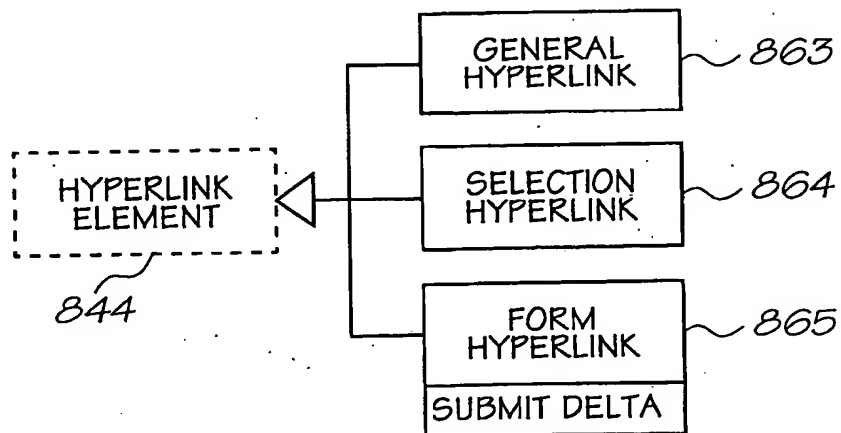 GENERAL
HYPERLINK
863
HYPERLINK
ELEMENT
844
SELECTION
HYPERLINK
864
FORM
HYPERLINK
865
SUBMIT DELTA